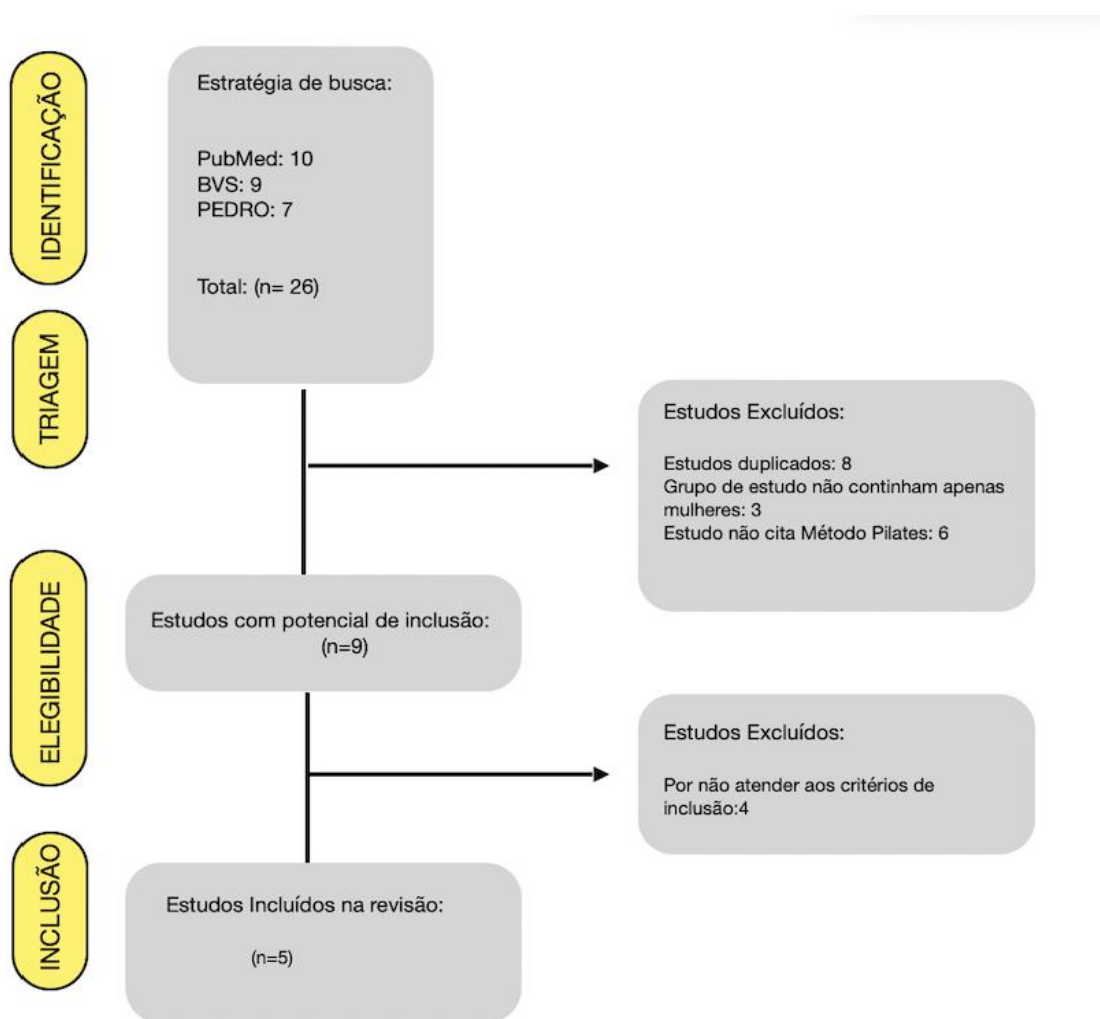 IDENTIFICAÇÃO
Estratégia de busca:
PubMed: 10
BVS: 9
PEDRO: 7
Total: (n= 26)
TRIAGEM
Estudos Excluídos:
Estudos duplicados: 8
Grupo de estudo não continham apenas
mulheres: 3
Estudo não cita Método Pilates: 6
ELEGIBILIDADE
Estudos com potencial de inclusão:
(n=9)
Estudos Excluídos:
Por não atender aos critérios de
inclusão:4
INCLUSÃO
Estudos Incluídos na revisão:
(n=5)